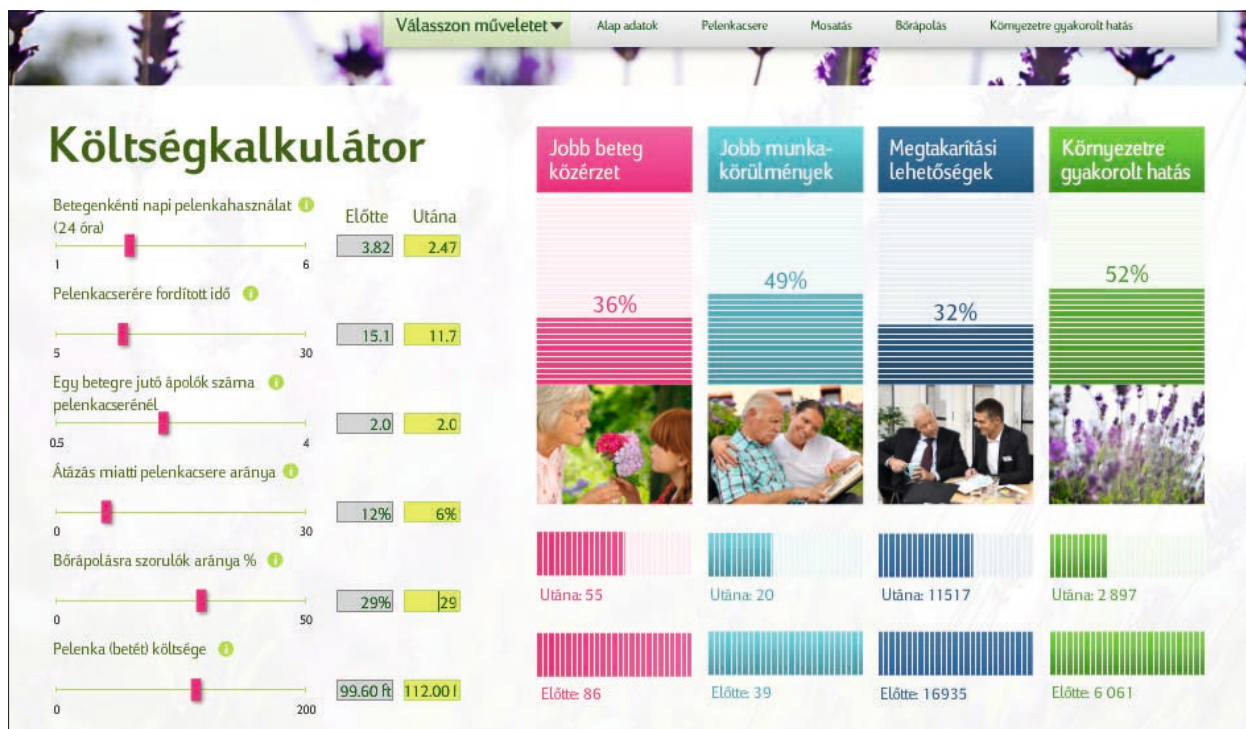 Válasszon műveletet▼ Alap adatok Pelenkacsere Mosatás Bőrápolás Környezetre gyakorolt hatás
Költségkalkulátor
Betegenkénti napi pelenkahasználat
(24 óra)
Előtte Utána
3.82 2.47
1 6
Pelenkacserére fordított idő
15.1 11.7
5 30
Egy betegre jutó ápolók száma
pelenkacserénél
2.0 2.0
0.5 4
Átázás miatti pelenkacsere aránya
12% 6%
0 30
Bőrápolásra szorulók aránya %
29% 29
0 50
Pelenka (betét) költsége
99.60 ft 112.00 f
0 200
Jobb beteg
közérzet
36%
Utána: 55
Előtte: 86
Jobb munka-
körülmények
49%
Utána: 20
Előtte: 39
Megtakarítási
lehetőségek
32%
Utána: 11517
Előtte: 16935
Környezetre
gyakorolt hatás
52%
Utána: 2 897
Előtte: 6 061